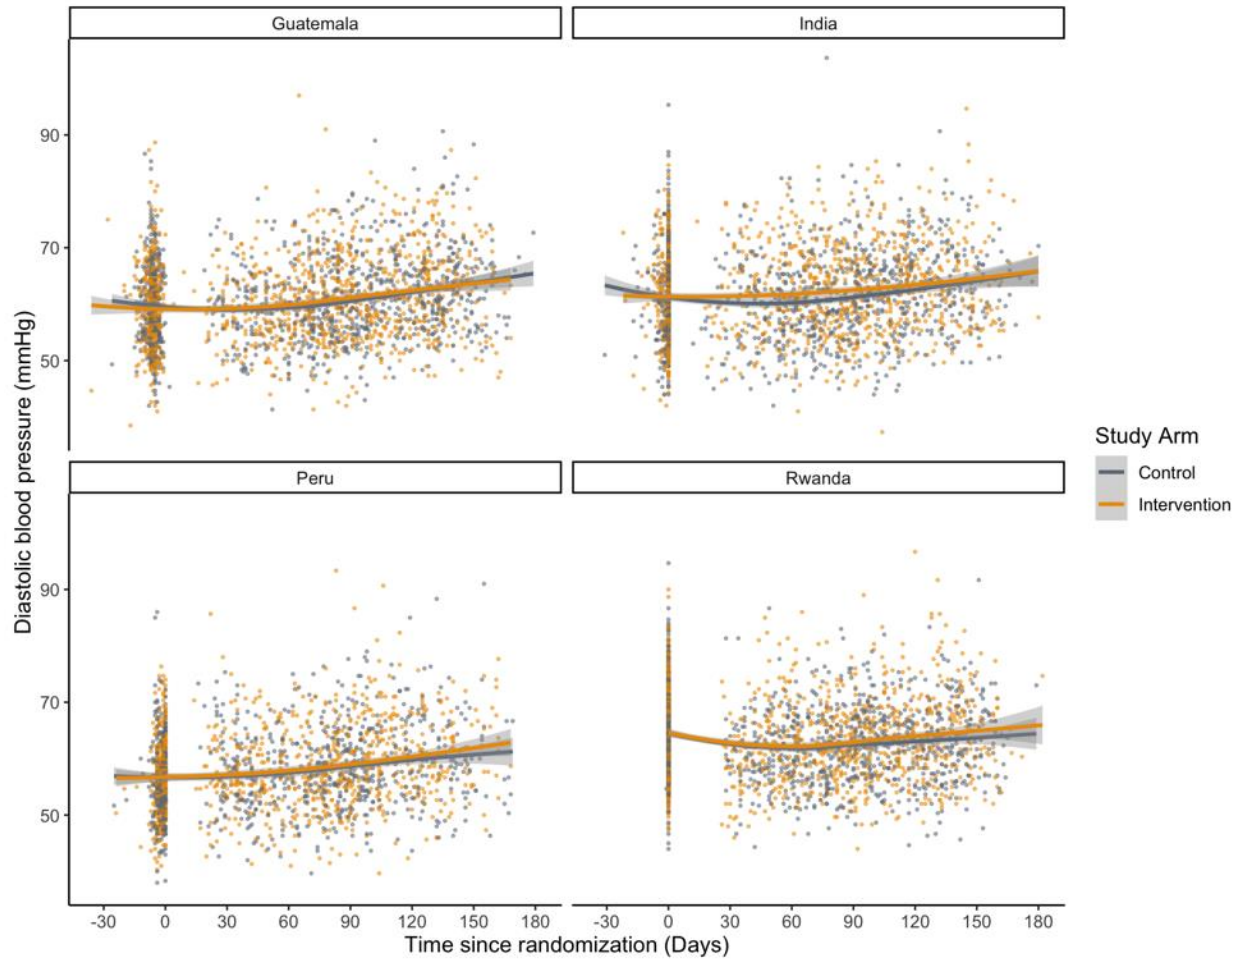 Guatemala
India
90
70
50
Peru
Rwanda
90
70
50
-30 0 30 60 90 120 150 180
-30 0 30 60 90 120 150 180
Time since randomization (Days)
Diastolic blood pressure (mmHg)
Study Arm
Control
Intervention